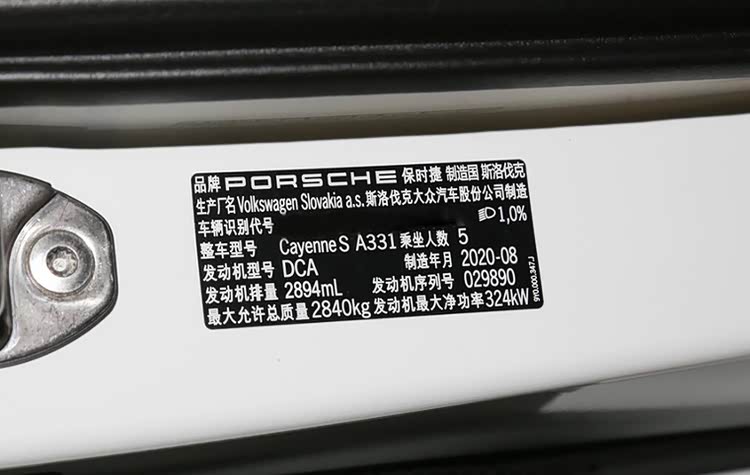 品牌 PORSCHE 保时捷 制造国 斯洛伐克
生产厂名 Volkswagen Slovakia a.s. 斯洛伐克大众汽车股份公司制造
车辆识别代号 1,0%
整车型号 Cayenne S A331 乘坐人数 5
发动机型号 DCA 制造年月 2020-08
发动机排量 2894mL 发动机序列号 029890
最大允许总质量 2840kg 发动机最大净功率 324kW
9Y0.000.347.J